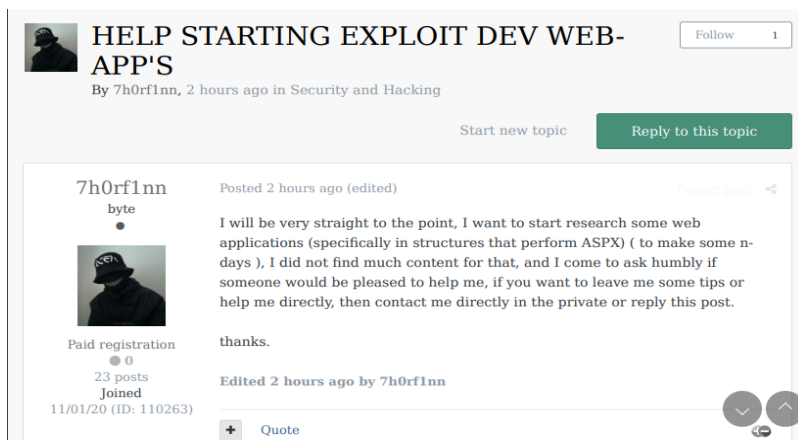 HELP STARTING EXPLOIT DEV WEB-
APP'S
Follow 1
By 7h0rf1nn, 2 hours ago in Security and Hacking
Start new topic
Reply to this topic
7h0rf1nn
byte
Paid registration
0
23 posts
Joined
11/01/20 (ID: 110263)
Posted 2 hours ago (edited)
Report post
I will be very straight to the point, I want to start research some web
applications (specifically in structures that perform ASPX) ( to make some n-
days ), I did not find much content for that, and I come to ask humbly if
someone would be pleased to help me, if you want to leave me some tips or
help me directly, then contact me directly in the private or reply this post.
thanks.
Edited 2 hours ago by 7h0rf1nn
+ Quote